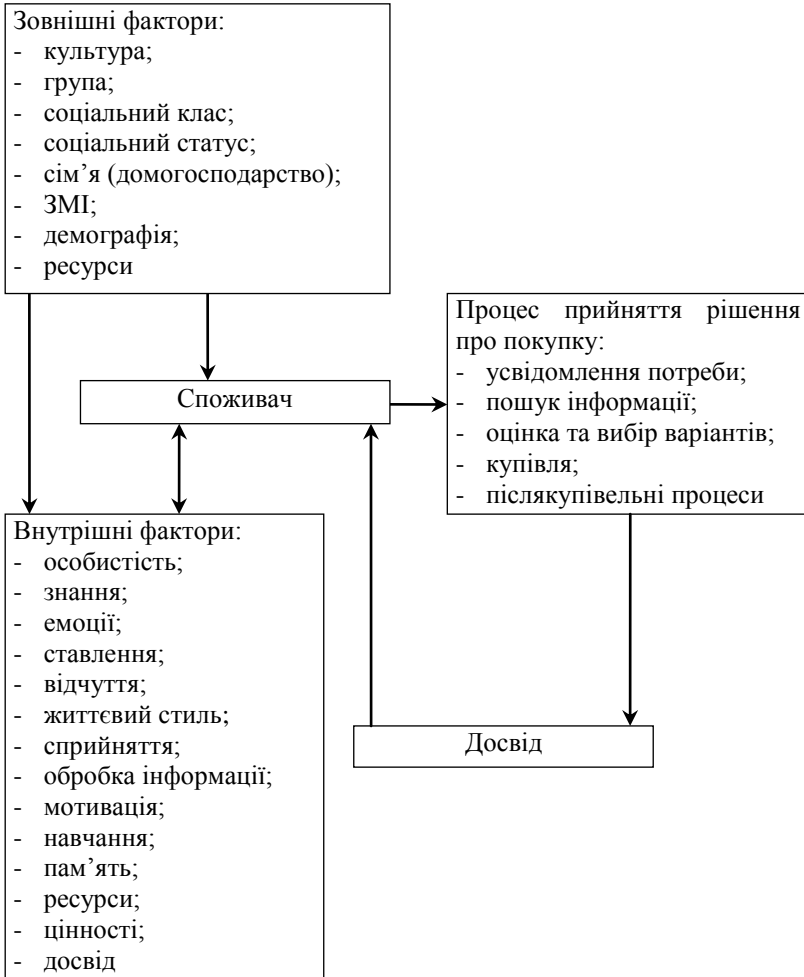 Зовнішні фактори:
- культура;
- група;
- соціальний клас;
- соціальний статус;
- сім’я (домогосподарство);
- ЗМІ;
- демографія;
- ресурси
Процес прийняття рішення
про покупку:
- усвідомлення потреби;
- пошук інформації;
- оцінка та вибір варіантів;
- купівля;
- післякупівельні процеси
Споживач
Внутрішні фактори:
- особистість;
- знання;
- емоції;
- ставлення;
- відчуття;
- життєвий стиль;
- сприйняття;
- обробка інформації;
- мотивація;
- навчання;
- пам’ять;
- ресурси;
- цінності;
- досвід
Досвід